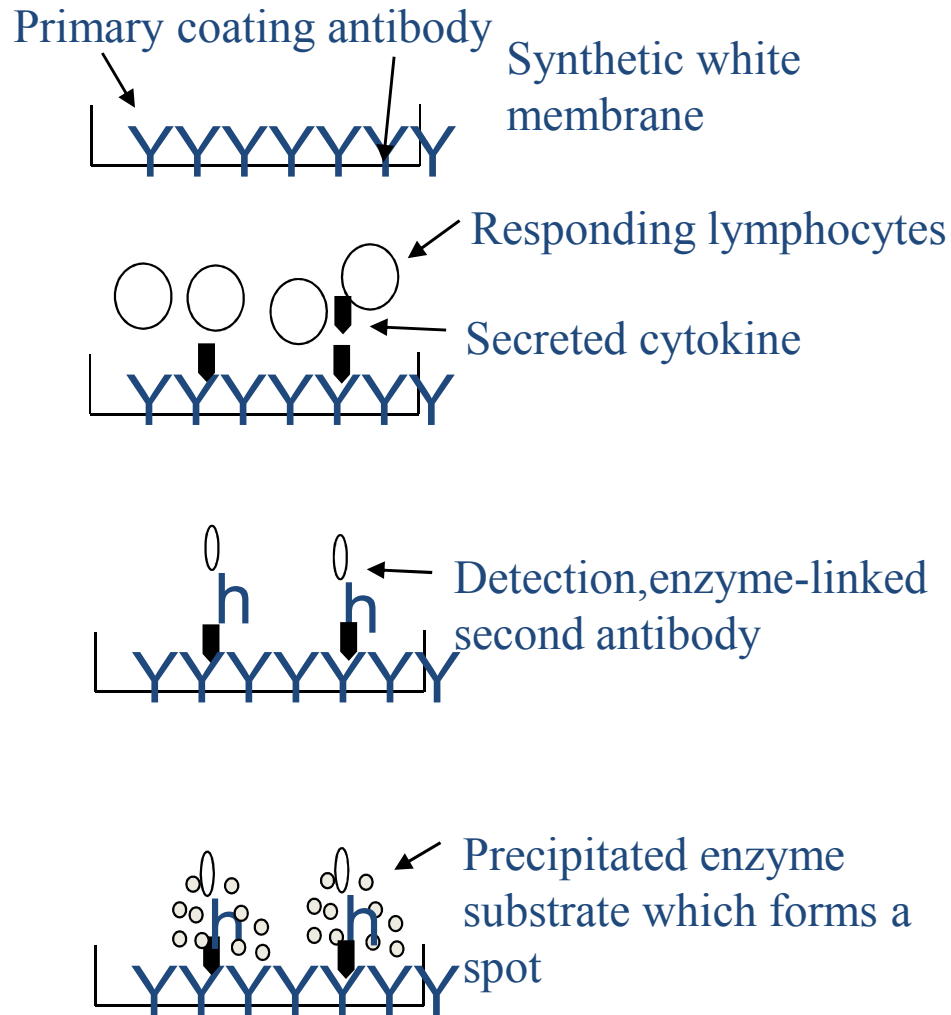 Primary coating antibody
Synthetic white
membrane
Responding lymphocytes
Secreted cytokine
h
h
Detection,enzyme-linked
second antibody
h
h
Precipitated enzyme
substrate which forms a
spot